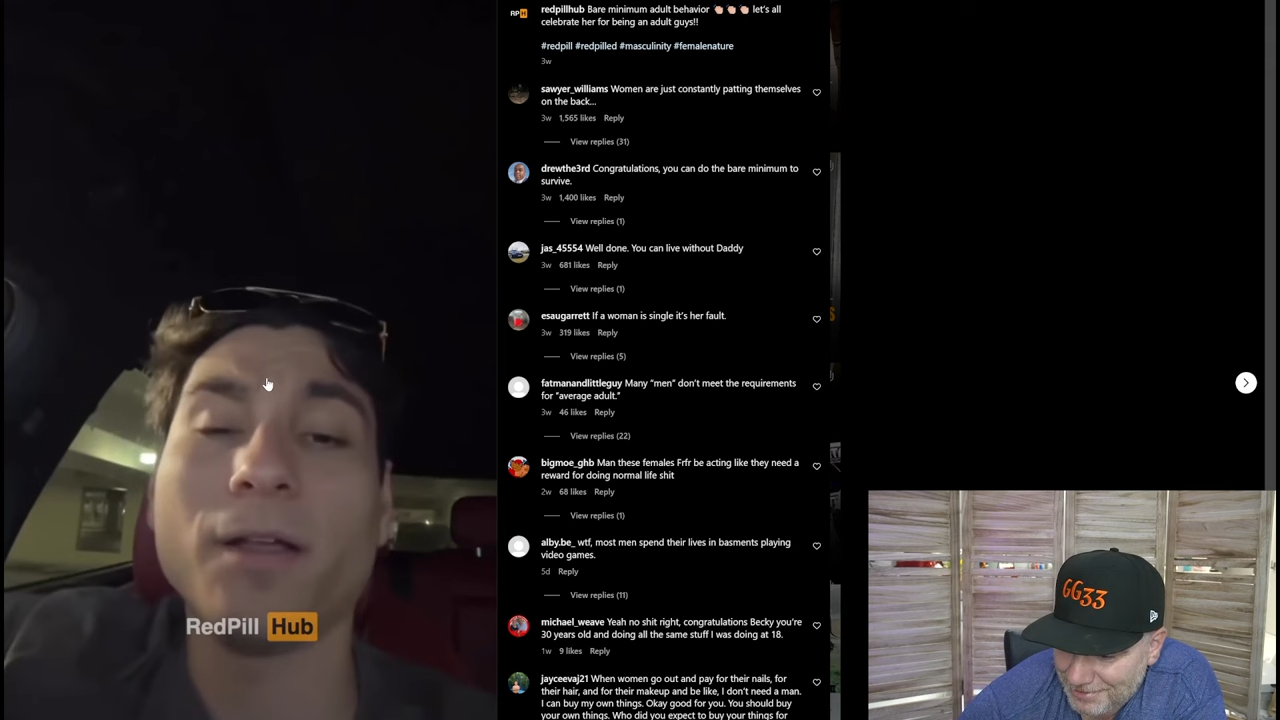 RP H
redpillhub Bare minimum adult behavior 👏🏻👏🏻👏🏻 let's all
celebrate her for being an adult guys!!
#redpill #redpilled #masculinity #femalenature
3w
sawyer_williams Women are just constantly patting themselves
on the back...
3w 1,565 likes Reply
View replies (31)
drewthe3rd Congratulations, you can do the bare minimum to
survive.
3w 1,400 likes Reply
View replies (1)
jas_45554 Well done. You can live without Daddy
3w 681 likes Reply
View replies (1)
esaugarrett If a woman is single it's her fault.
3w 319 likes Reply
View replies (5)
fatmanandlittleguy Many “men” don't meet the requirements
for “average adult.”
3w 46 likes Reply
View replies (22)
bigmoe_ghb Man these females Frfr be acting like they need a
reward for doing normal life shit
2w 68 likes Reply
View replies (1)
alby.be_ wtf, most men spend their lives in basments playing
video games.
5d Reply
View replies (11)
michael_weave Yeah no shit right, congratulations Becky you're
30 years old and doing all the same stuff I was doing at 18.
1w 9 likes Reply
jayceevaj21 When women go out and pay for their nails, for
their hair, and for their makeup and be like, I don't need a man.
I can buy my own things. Okay good for you. You should buy
your own things. Who did you expect to buy your things for
RedPill Hub
GG33